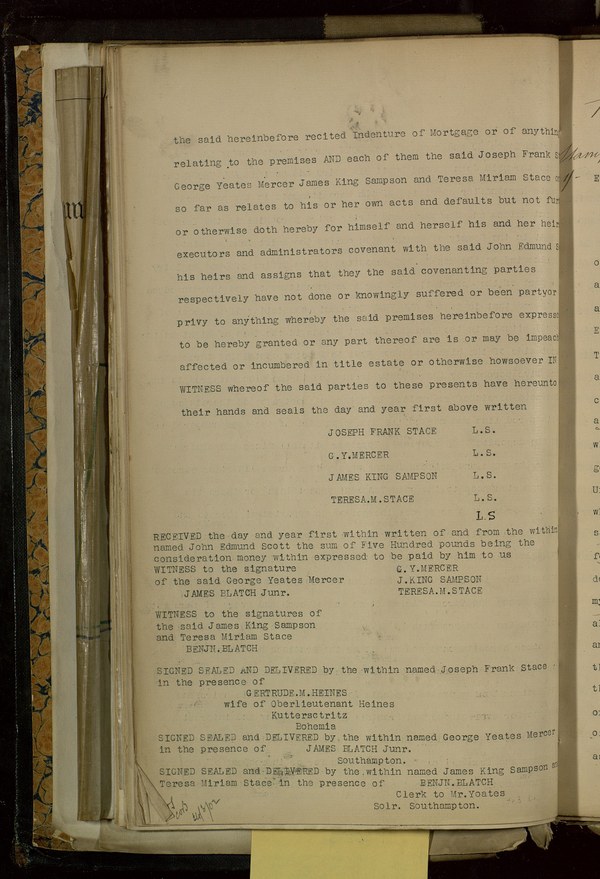 the said hereinbefore recited Indenture of Mortgage or of anythin
relating to the premises AND each of them the said Joseph Frank
George Yeates Mercer James King Sampson and Teresa Miriam Stace
so far as relates to his or her own acts and defaults but not fur
or otherwise doth hereby for himself and herself his and her heir
executors and administrators covenant with the said John Edmund
his heirs and assigns that they the said covenanting parties
respectively have not done or knowingly suffered or been partyor
privy to anything whereby the said premises hereinbefore express
to be hereby granted or any part thereof are is or may be impeach
affected or incumbered in title estate or otherwise howsoever IN
WITNESS whereof the said parties to these presents have hereunto
their hands and seals the day and year first above written
JOSEPH FRANK STACE L.S.
G.Y.MERCER L.S.
JAMES KING SAMPSON L.S.
TERESA.M.STACE L.S.
L.S
RECEIVED the day and year first within written of and from the within
named John Edmund Scott the sum of Five Hundred pounds being the
consideration money within expressed to be paid by him to us
WITNESS to the signature G.Y.MERCER
of the said George Yeates Mercer J.KING SAMPSON
JAMES BLATCH Junr. TERESA.M.STACE
WITNESS to the signatures of
the said James King Sampson
and Teresa Miriam Stace
BENJN.BLATCH
SIGNED SEALED AND DELIVERED by the within named Joseph Frank Stace
in the presence of
GERTRUDE.M.HEINES
wife of Oberlieutenant Heines
Kuttersctritz
Bohemia
SIGNED SEALED and DELIVERED by the within named George Yeates Mercer
in the presence of JAMES BLATCH Junr.
Southampton.
SIGNED SEALED and DELIVERED by the within named James King Sampson
Teresa Miriam Stace in the presence of BENJN.BLATCH
Clerk to Mr.Yoates
Solr. Southampton.